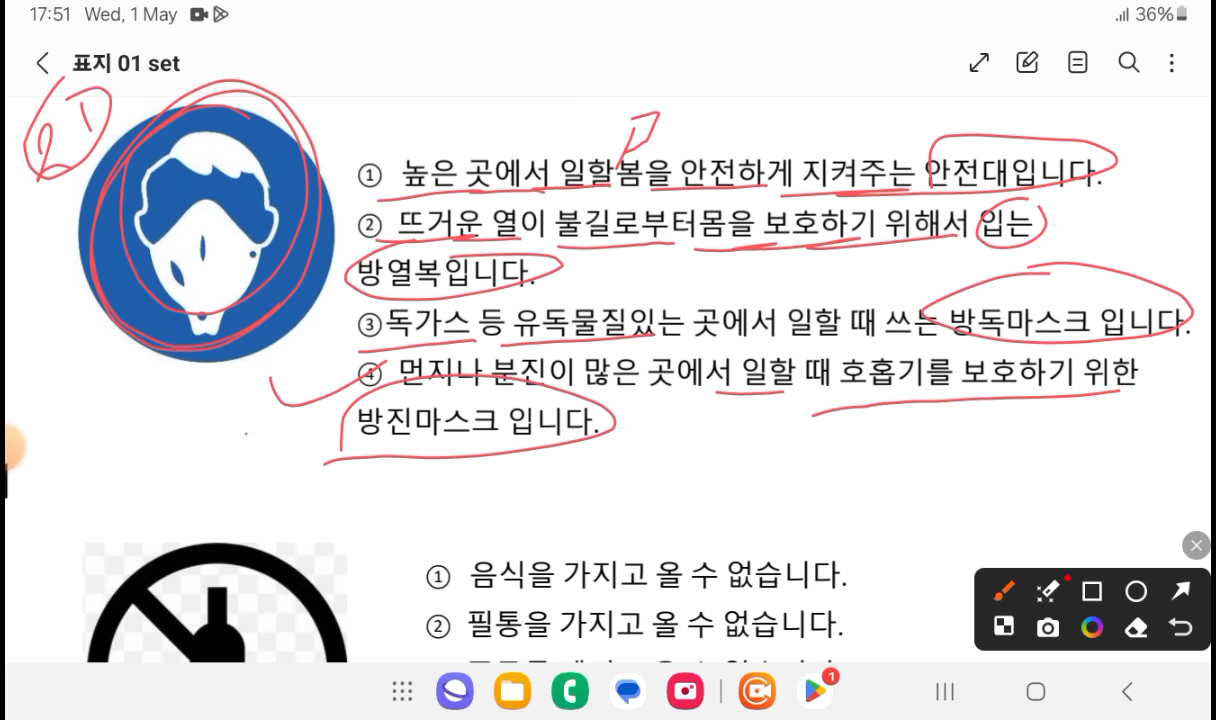 17:51 Wed, 1 May 36%
표지 01 set
21
① 높은 곳에서 일할봄을 안전하게 지켜주는 안전대입니다.
② 뜨거운 열이 불길로부터몸을 보호하기 위해서 입는
방열복입니다.
③독가스 등 유독물질있는 곳에서 일할 때 쓰는 방독마스크 입니다.
④ 먼지나 분진이 많은 곳에서 일할 때 호흡기를 보호하기 위한
방진마스크 입니다.
① 음식을 가지고 올 수 없습니다.
② 필통을 가지고 올 수 없습니다.
1